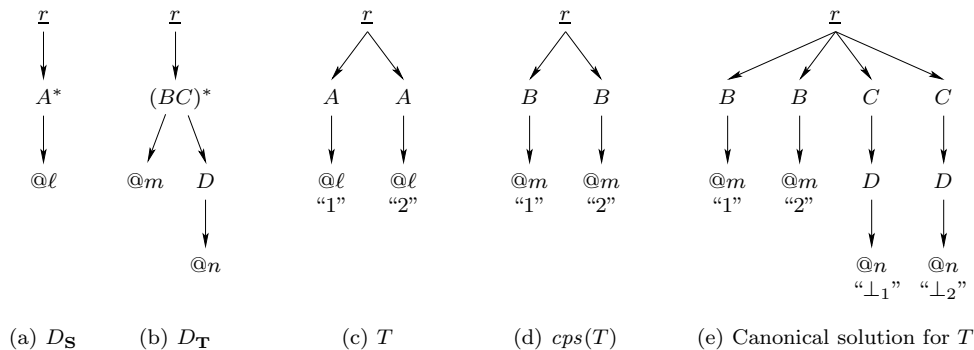 r r r r r
A* (BC)* A A B B B B C C
@ℓ @m D @ℓ @ℓ @m @m @m @m D D
“1” “2” “1” “2” “1” “2”
@n @n @n
“⊥1” “⊥2”
(a) D_S (b) D_T (c) T (d) cps(T) (e) Canonical solution for T